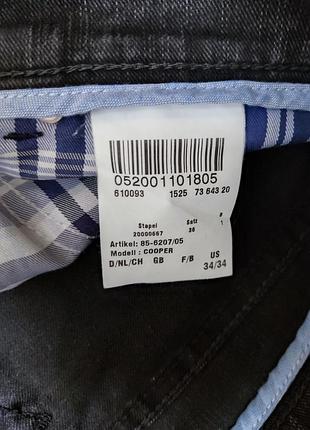 052001101805
610093 1525 73 643 20
Stapel Satz #
20000667 36 1
Artikel: 85-6207/05
Modell : COOPER
D/NL/CH GB F/B US
34/34